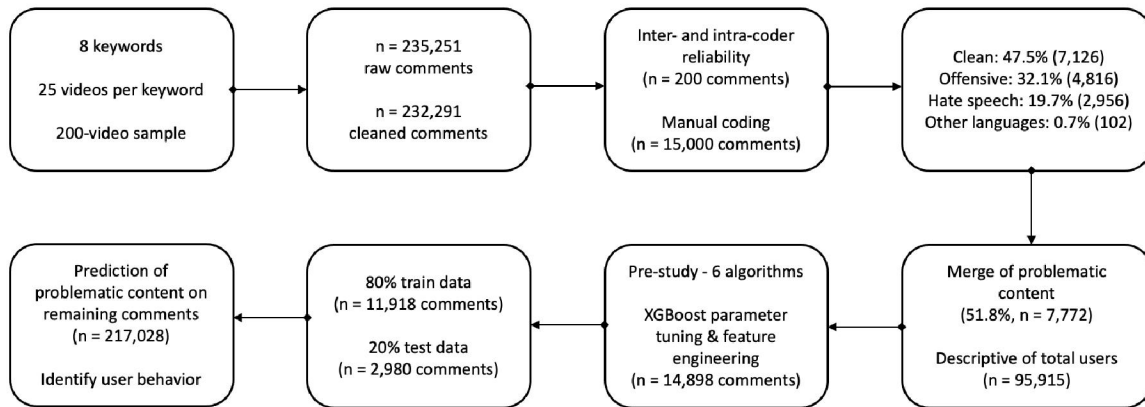 8 keywords
25 videos per keyword
200-video sample
n = 235,251
raw comments
n = 232,291
cleaned comments
Inter- and intra-coder
reliability
(n = 200 comments)
Manual coding
(n = 15,000 comments)
Clean: 47.5% (7,126)
Offensive: 32.1% (4,816)
Hate speech: 19.7% (2,956)
Other languages: 0.7% (102)
Merge of problematic
content
(51.8%, n = 7,772)
Descriptive of total users
(n = 95,915)
Pre-study - 6 algorithms
XGBoost parameter
tuning & feature
engineering
(n = 14,898 comments)
80% train data
(n = 11,918 comments)
20% test data
(n = 2,980 comments)
Prediction of
problematic content on
remaining comments
(n = 217,028)
Identify user behavior